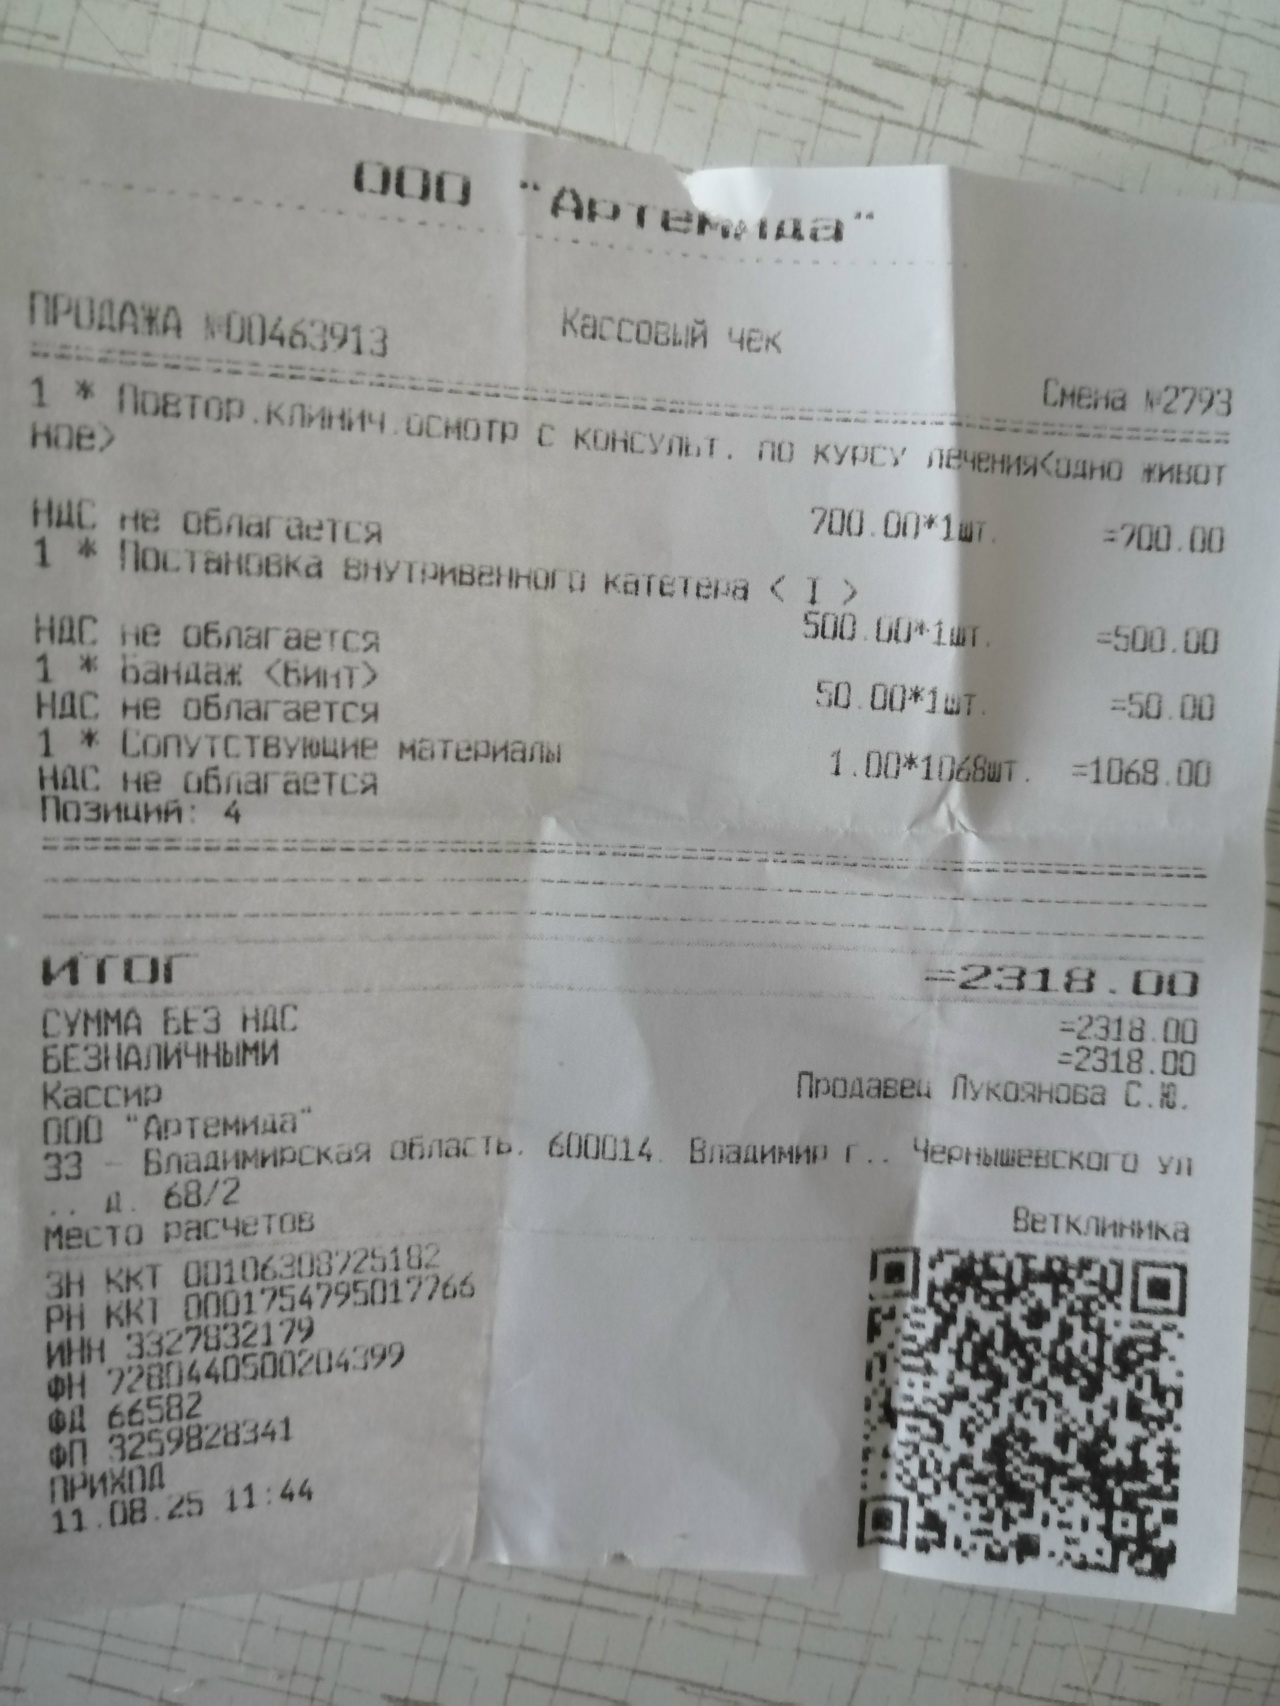 ООО "Артемида"
ПРОДАЖА №00463913 Кассовый чек Смена №2793
1 * Повтор.клинич.осмотр с консульт. по курсу лечения<одно живот
ное>
700.00*1шт. =700.00
НДС не облагается
1 * Постановка внутривенного катетера < I >
500.00*1шт. =500.00
НДС не облагается
1 * Бандаж <бинт>
50.00*1шт. =50.00
НДС не облагается
1 * Сопутствующие материалы
1.00*1068шт. =1068.00
НДС не облагается
Позиций: 4
ИТОГ =2318.00
СУММА БЕЗ НДС =2318.00
БЕЗНАЛИЧНЫМИ =2318.00
Кассир Продавец Лукоянова С.Ю.
ООО "Артемида"
33 - Владимирская область, 600014, Владимир г., , Чернышевского ул
., д. 68/2
Место расчетов Ветклиника
ЗН ККТ 00106308725182
РН ККТ 0001754795017766
ИНН 3327832179
ФН 7280440500204399
ФД 66582
ФП 3259828341
ПРИХОД
11.08.25 11:44